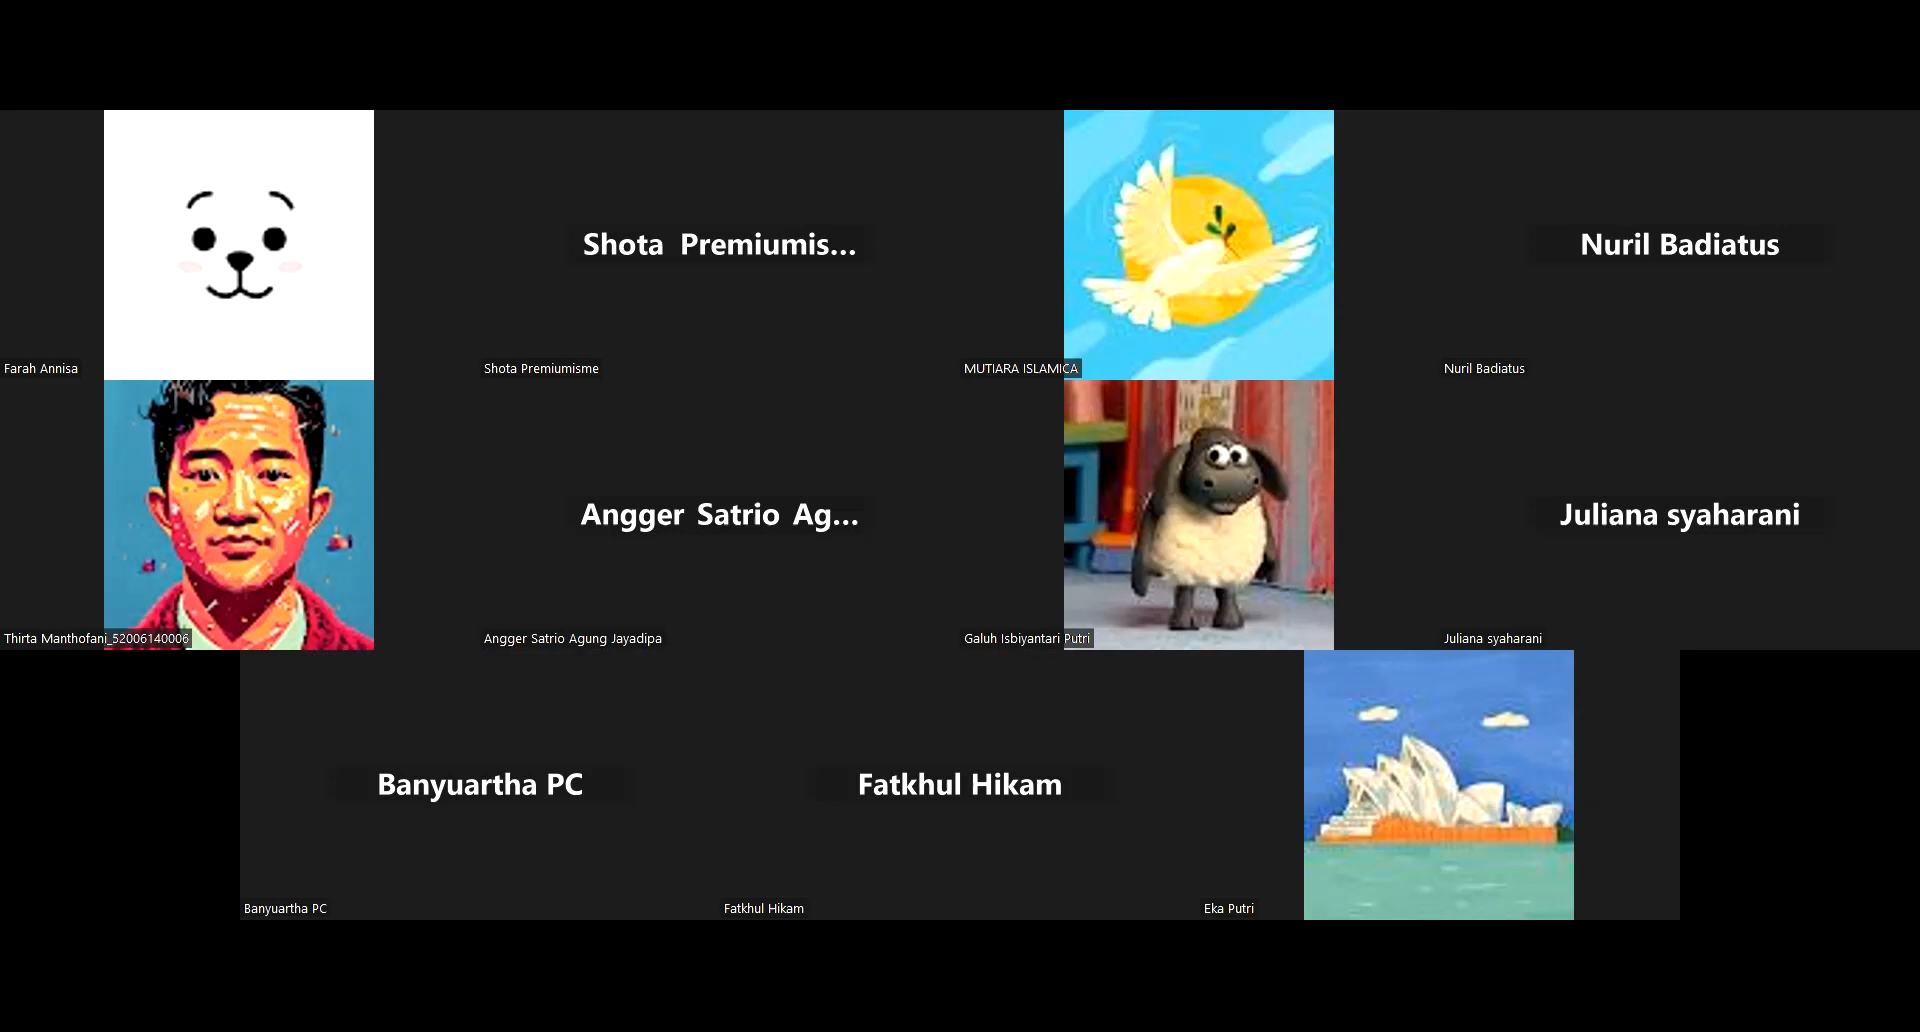 Shota Premiumis...
Nuril Badiatus
Farah Annisa
Shota Premiumisme
MUTIARA ISLAMICA
Nuril Badiatus
Angger Satrio Ag...
Juliana syaharani
Thirta Manthofani_52006140006
Angger Satrio Agung Jayadipa
Galuh Isbiyantari Putri
Juliana syaharani
Banyuartha PC
Fatkhul Hikam
Banyuartha PC
Fatkhul Hikam
Eka Putri